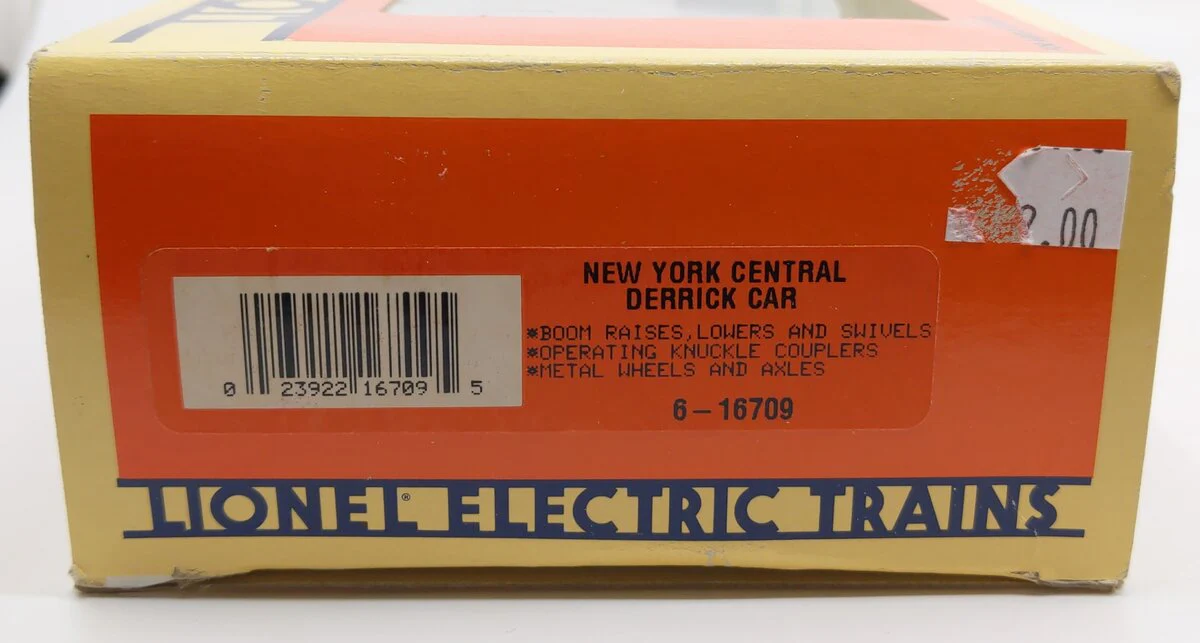 NEW YORK CENTRAL
DERRICK CAR
*BOOM RAISES,LOWERS AND SWIVELS
*OPERATING KNUCKLE COUPLERS
*METAL WHEELS AND AXLES
6-16709
0 23922 16709 5
LIONEL® ELECTRIC TRAINS